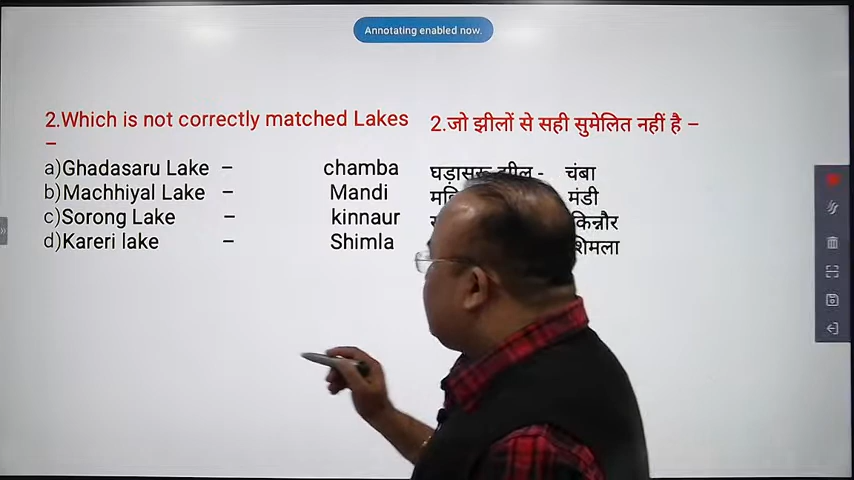 Annotating enabled now.
2.Which is not correctly matched Lakes
–
a)Ghadasaru Lake – chamba
b)Machhiyal Lake – Mandi
c)Sorong Lake – kinnaur
d)Kareri lake – Shimla
2.जो झीलों से सही सुमेलित नहीं है –
झील - चंबा
मंडी
किन्नौर
शिमला